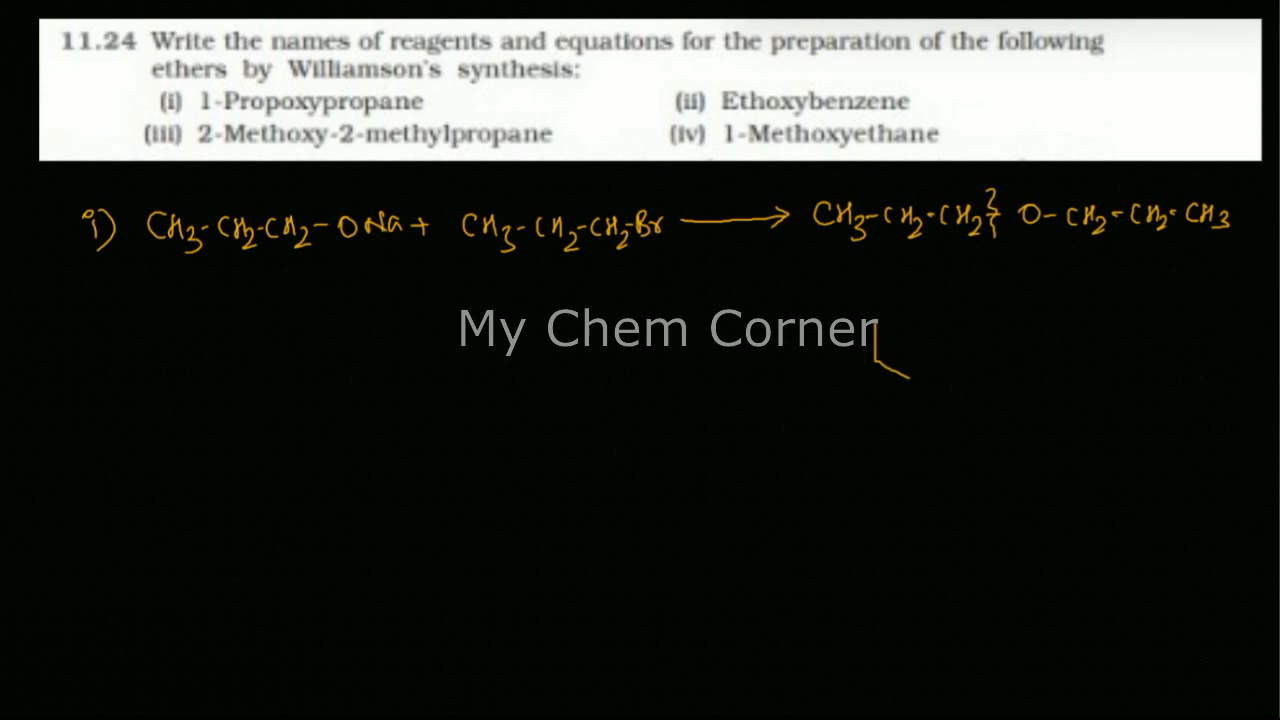 11.24 Write the names of reagents and equations for the preparation of the following
ethers by Williamson's synthesis:
(i) 1-Propoxypropane (ii) Ethoxybenzene
(iii) 2-Methoxy-2-methylpropane (iv) 1-Methoxyethane
i) CH3-CH2-CH2-ONa + CH3-CH2-CH2-Br ⟶ CH3-CH2-CH2 O-CH2-CH2-CH3
My Chem Corner